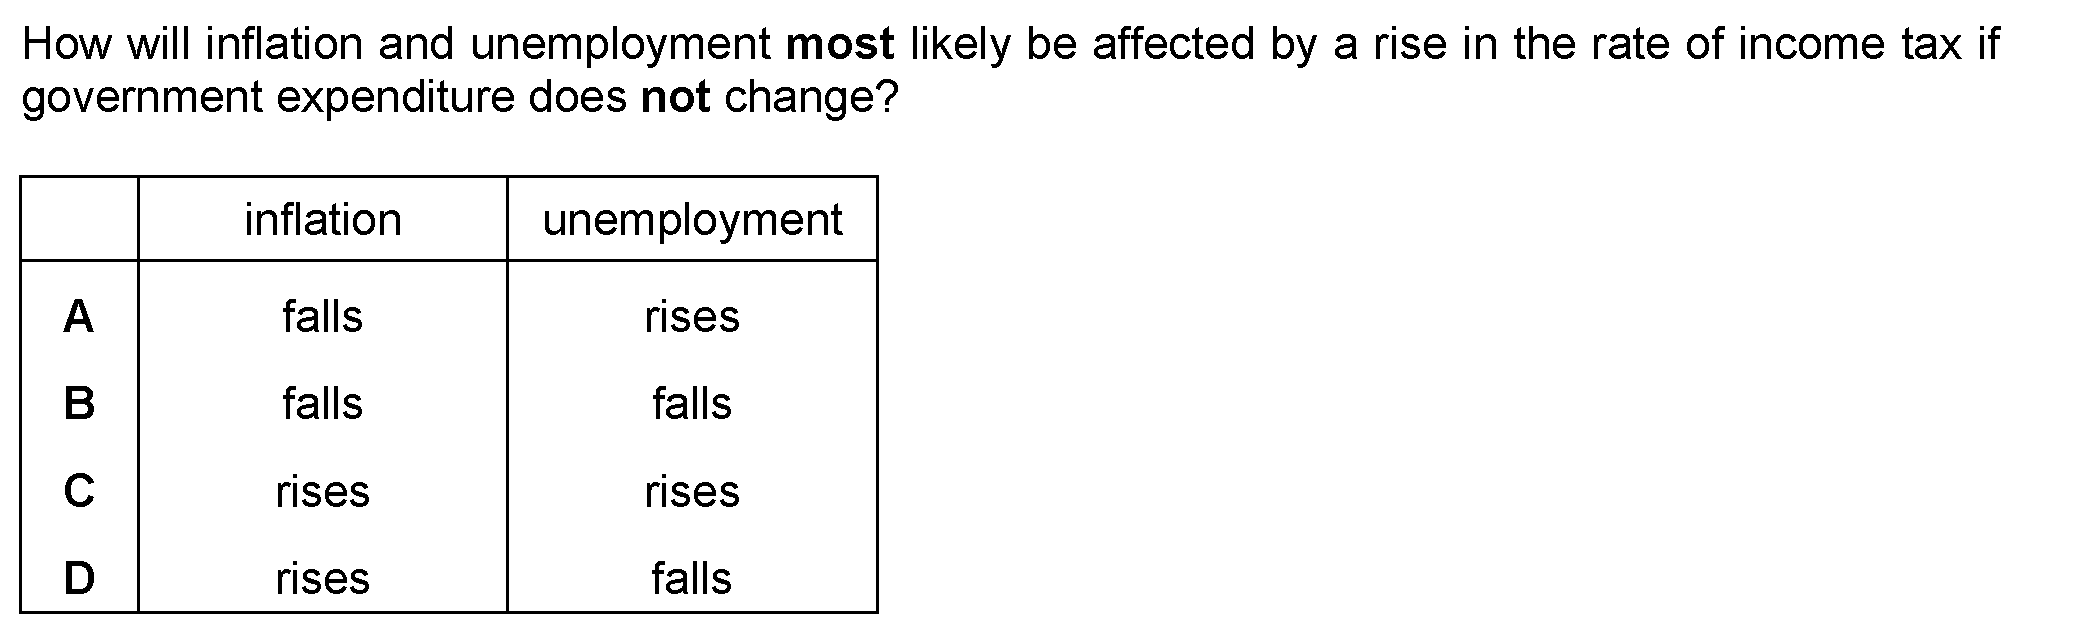 How will inflation and unemployment most likely be affected by a rise in the rate of income tax if
government expenditure does not change?
inflation unemployment
A falls rises
B falls falls
C rises rises
D rises falls